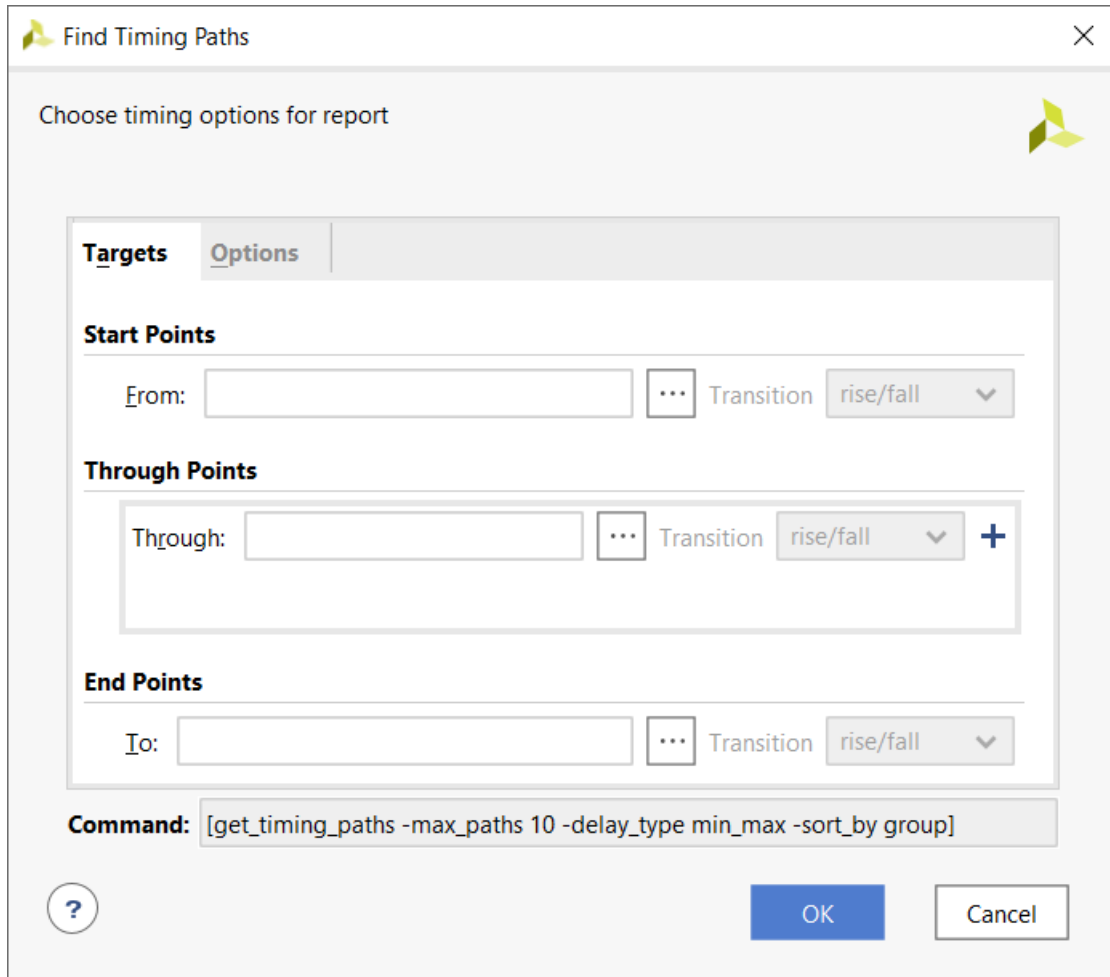 Find Timing Paths
Choose timing options for report
Targets Options
Start Points
From: ... Transition rise/fall
Through Points
Through: ... Transition rise/fall +
End Points
To: ... Transition rise/fall
Command: [get_timing_paths -max_paths 10 -delay_type min_max -sort_by group]
? OK Cancel